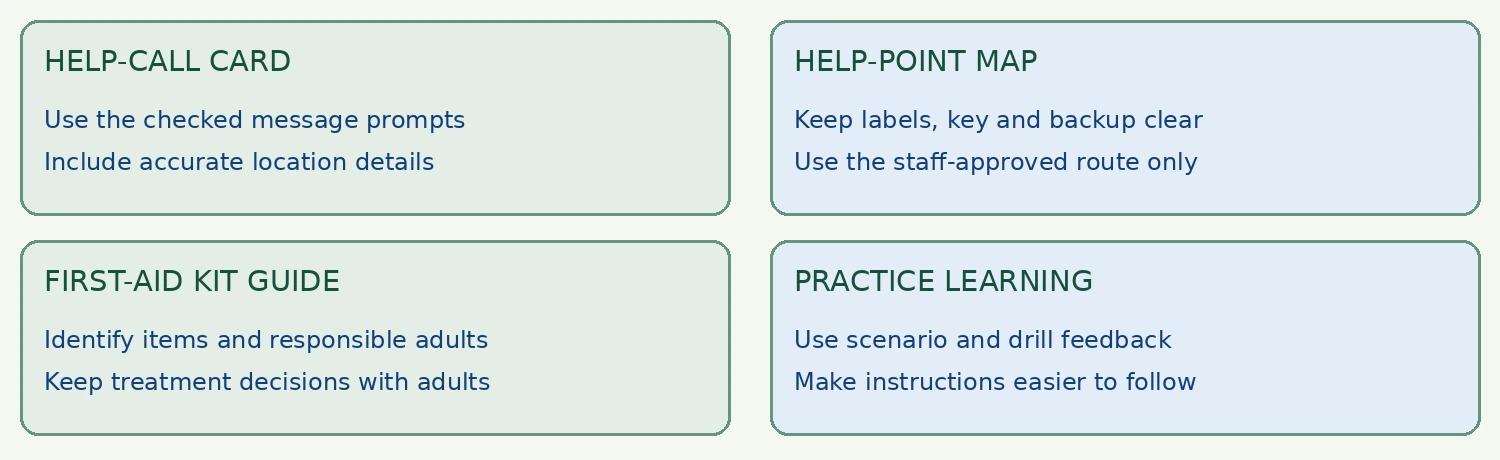 HELP-CALL CARD
Use the checked message prompts
Include accurate location details
HELP-POINT MAP
Keep labels, key and backup clear
Use the staff-approved route only
FIRST-AID KIT GUIDE
Identify items and responsible adults
Keep treatment decisions with adults
PRACTICE LEARNING
Use scenario and drill feedback
Make instructions easier to follow